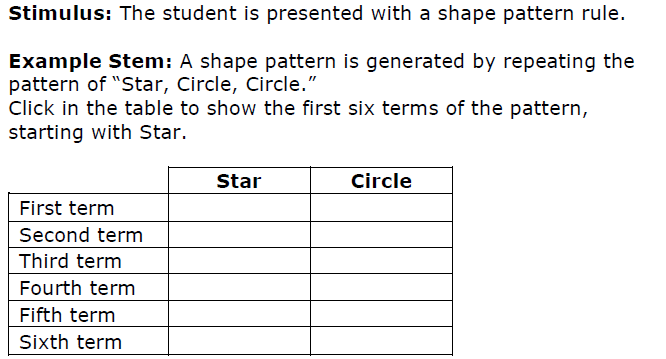 Stimulus: The student is presented with a shape pattern rule.
Example Stem: A shape pattern is generated by repeating the
pattern of “Star, Circle, Circle.”
Click in the table to show the first six terms of the pattern,
starting with Star.
Star Circle
First term
Second term
Third term
Fourth term
Fifth term
Sixth term